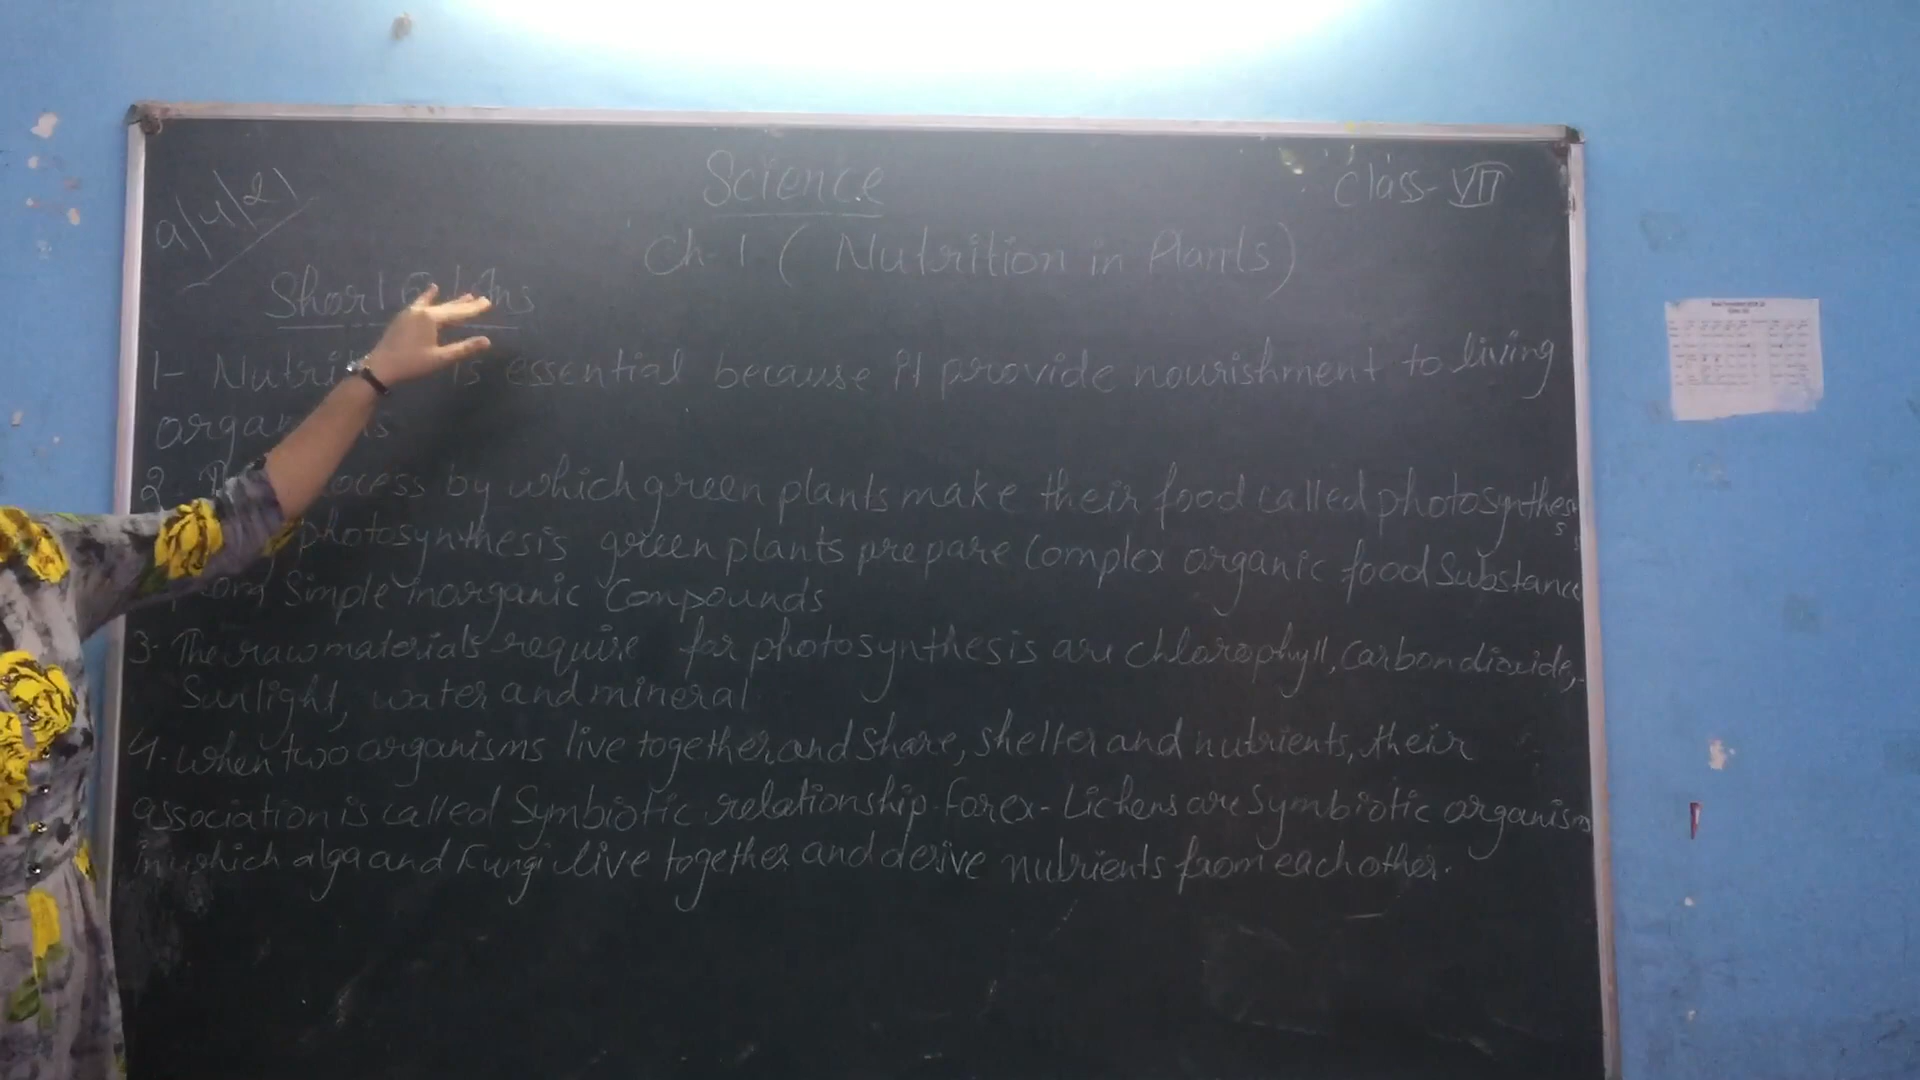 9/4/21
Science
Class-VII
Ch-1 ( Nutrition in Plants)
Short Ans
1- is essential because it provide nourishment to living
2- by which green plants make their food called photosynthesis
photosynthesis green plants prepare Complex organic food Substance
Simple inorganic Compounds
3- The raw materials require for photosynthesis are chlorophyll, carbondioxide,
Sunlight, water and mineral
4- When two organisms live together and share, shelter and nutrients, their
association is called Symbiotic relationship. For ex- Lichens are Symbiotic organisms
in which alga and Fungi live together and derive nutrients from each other.